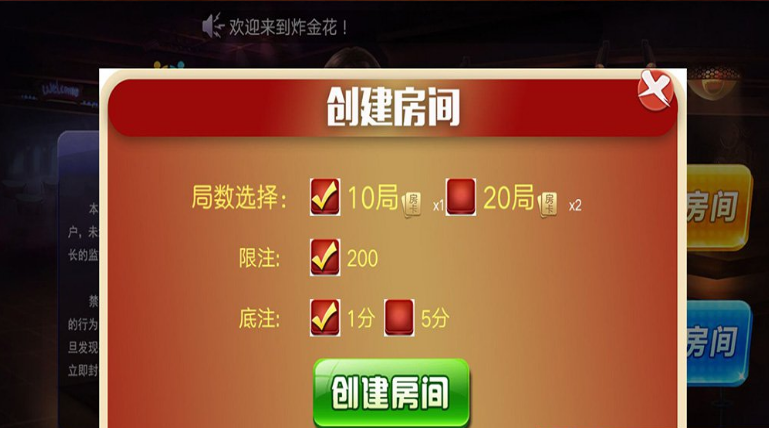 欢迎来到炸金花！
创建房间
局数选择： 10局 房卡 x1 20局 房卡 x2
限注： 200
底注： 1分 5分
创建房间
welcome
本
户，未
长的监
禁
的行为
旦发现
立即封
房间
房间